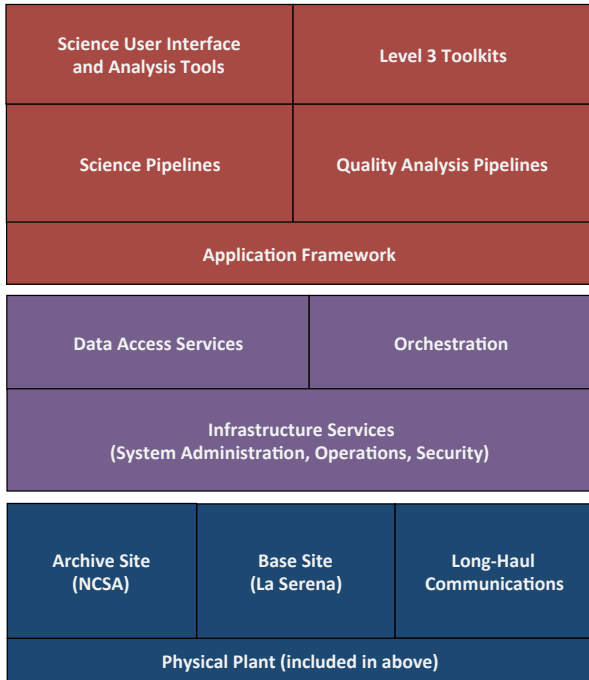 Science User Interface
and Analysis Tools
Level 3 Toolkits
Science Pipelines
Quality Analysis Pipelines
Application Framework
Data Access Services
Orchestration
Infrastructure Services
(System Administration, Operations, Security)
Archive Site
(NCSA)
Base Site
(La Serena)
Long-Haul
Communications
Physical Plant (included in above)